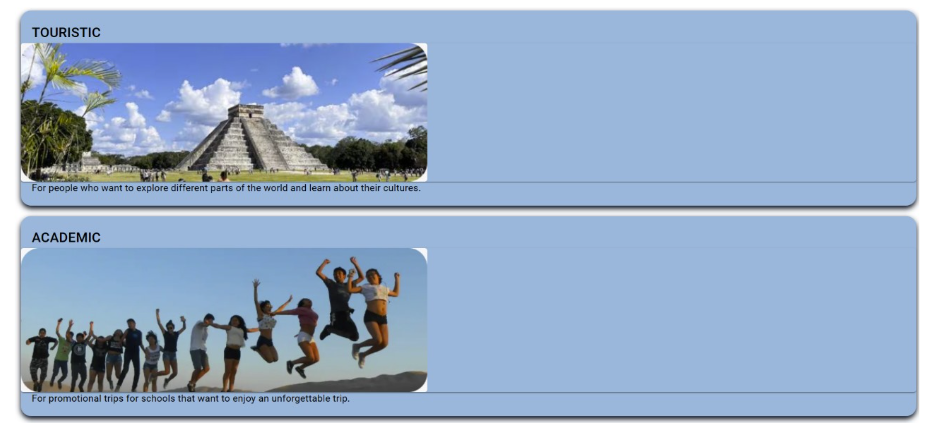 TOURISTIC
For people who want to explore different parts of the world and learn about their cultures.
ACADEMIC
For promotional trips for schools that want to enjoy an unforgettable trip.